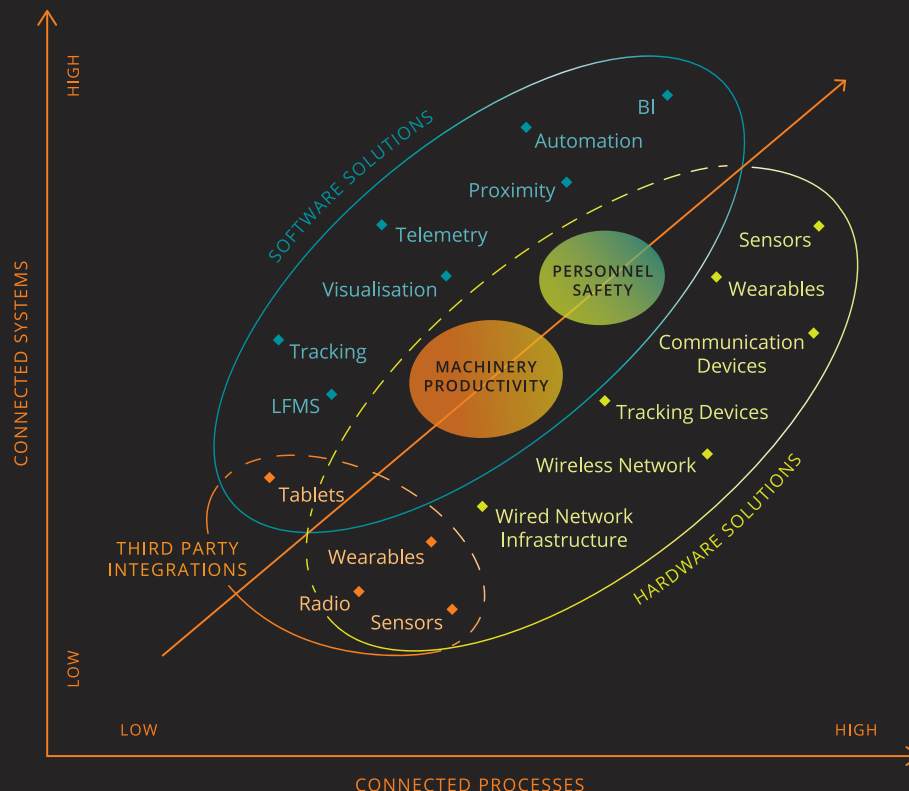 HIGH
BI
SOFTWARE SOLUTIONS
Automation
Proximity
Telemetry
Sensors
PERSONNEL
SAFETY
Visualisation
Wearables
Communication
Devices
Tracking
MACHINERY
PRODUCTIVITY
LFMS
Tracking Devices
CONNECTED SYSTEMS
Wireless Network
Tablets
Wired Network
Infrastructure
HARDWARE SOLUTIONS
THIRD PARTY
INTEGRATIONS
Wearables
Radio
Sensors
LOW
LOW
HIGH
CONNECTED PROCESSES